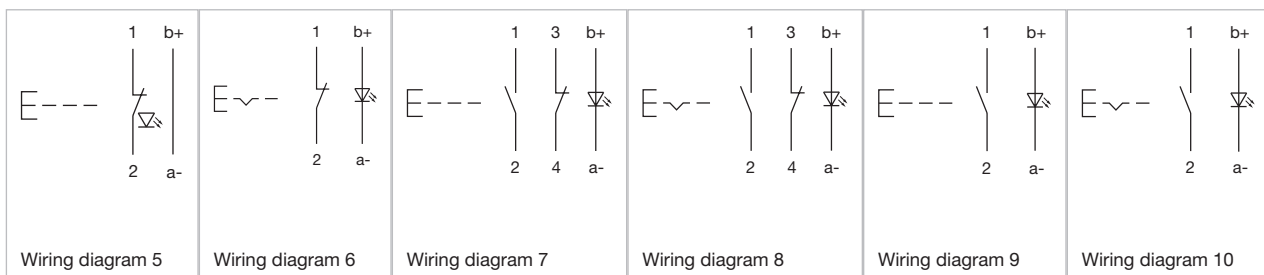 1 b+
2 a-
Wiring diagram 5
1 b+
2 a-
Wiring diagram 6
1 3 b+
2 4 a-
Wiring diagram 7
1 3 b+
2 4 a-
Wiring diagram 8
1 b+
2 a-
Wiring diagram 9
1 b+
2 a-
Wiring diagram 10